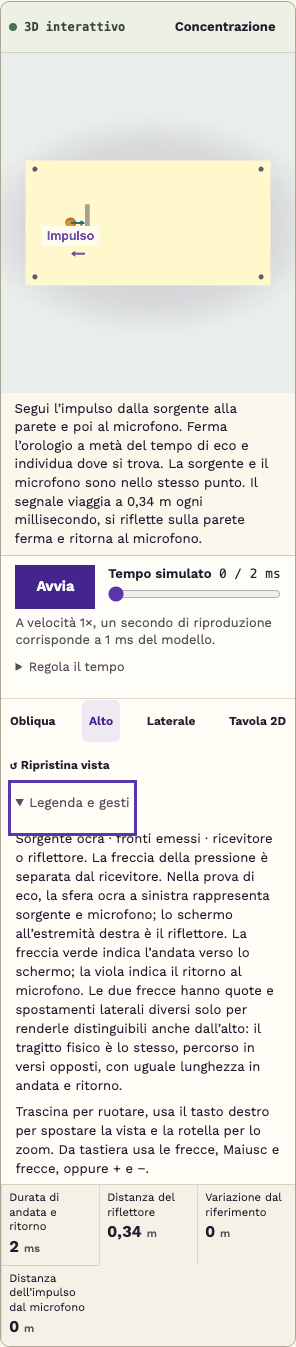 3D interattivo Concentrazione
Impulso
Segui l’impulso dalla sorgente alla
parete e poi al microfono. Ferma
l’orologio a metà del tempo di eco e
individua dove si trova. La sorgente e il
microfono sono nello stesso punto. Il
segnale viaggia a 0,34 m ogni
millisecondo, si riflette sulla parete
ferma e ritorna al microfono.
Avvia
Tempo simulato 0 / 2 ms
A velocità 1×, un secondo di riproduzione
corrisponde a 1 ms del modello.
▶ Regola il tempo
Obliqua Alto Laterale Tavola 2D
↺ Ripristina vista
▼ Legenda e gesti
Sorgente ocra · fronti emessi · ricevitore
o riflettore. La freccia della pressione è
separata dal ricevitore. Nella prova di
eco, la sfera ocra a sinistra rappresenta
sorgente e microfono; lo schermo
all’estremità destra è il riflettore. La
freccia verde indica l’andata verso lo
schermo; la viola indica il ritorno al
microfono. Le due frecce hanno quote e
spostamenti laterali diversi solo per
renderle distinguibili anche dall’alto: il
tragitto fisico è lo stesso, percorso in
versi opposti, con uguale lunghezza in
andata e ritorno.
Trascina per ruotare, usa il tasto destro
per spostare la vista e la rotella per lo
zoom. Da tastiera usa le frecce, Maiusc e
frecce, oppure + e −.
Durata di
andata e
ritorno
2 ms
Distanza del
riflettore
0,34 m
Variazione dal
riferimento
0 m
Distanza
dell’impulso
dal microfono
0 m